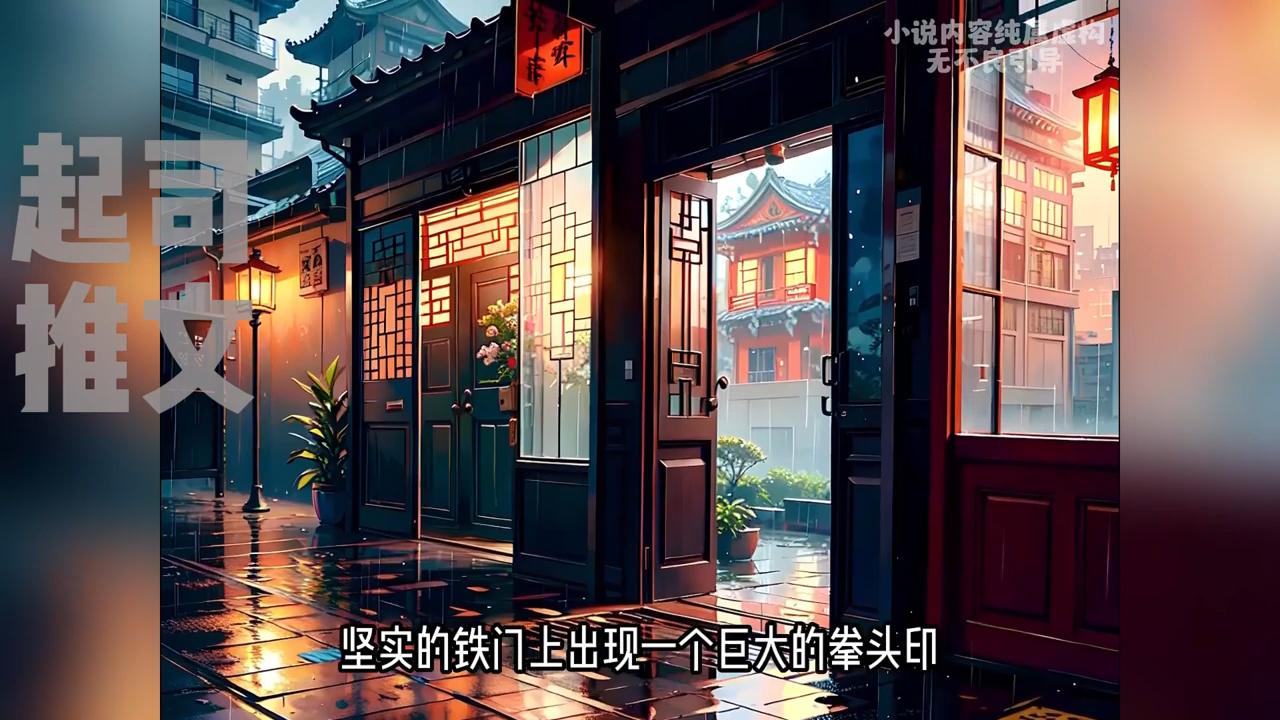 小说内容纯属虚构
无不良引导
起司
推文
坚实的铁门上出现一个巨大的拳头印